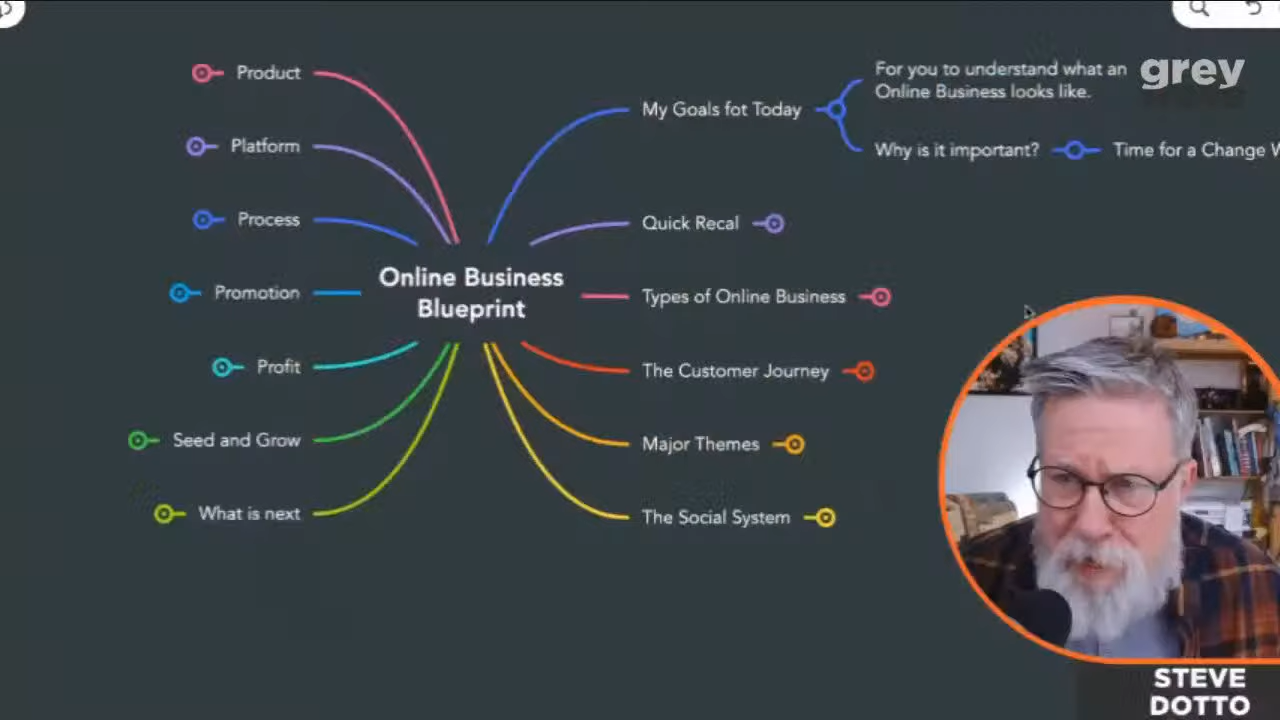 grey
Product
Platform
Process
Promotion
Profit
Seed and Grow
What is next
Online Business
Blueprint
My Goals fot Today
For you to understand what an
Online Business looks like.
Why is it important?
Time for a Change
Quick Recal
Types of Online Business
The Customer Journey
Major Themes
The Social System
STEVE
DOTTO